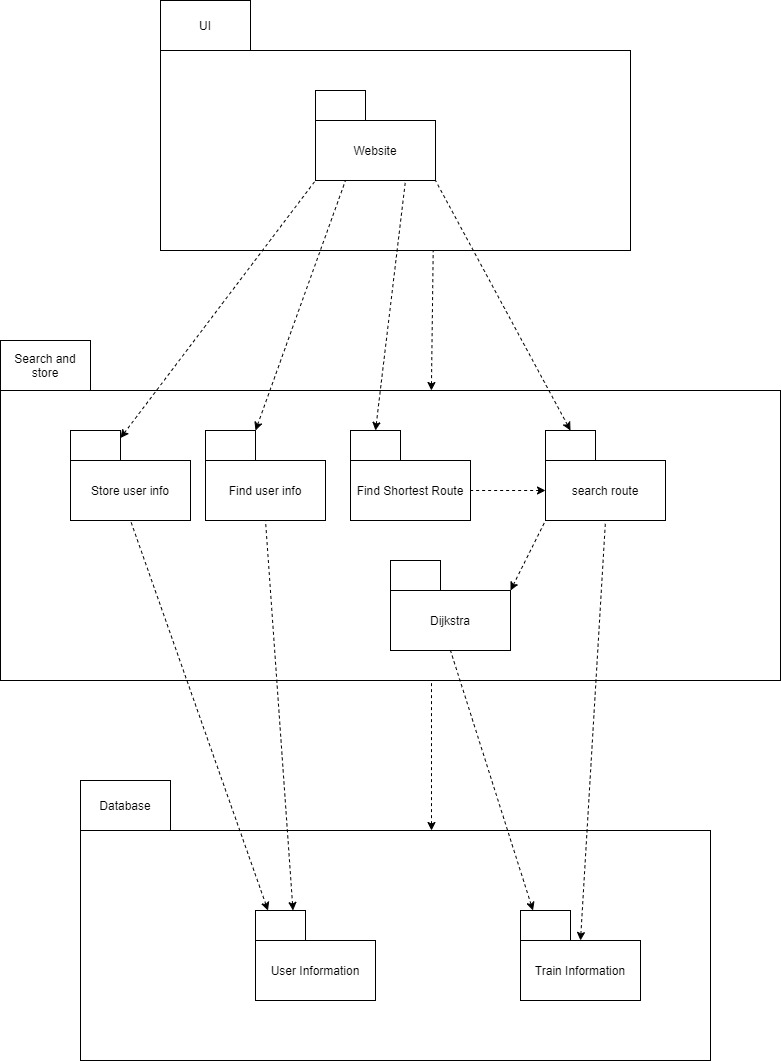 UI
Website
Search and
store
Store user info
Find user info
Find Shortest Route
search route
Dijkstra
Database
User Information
Train Information